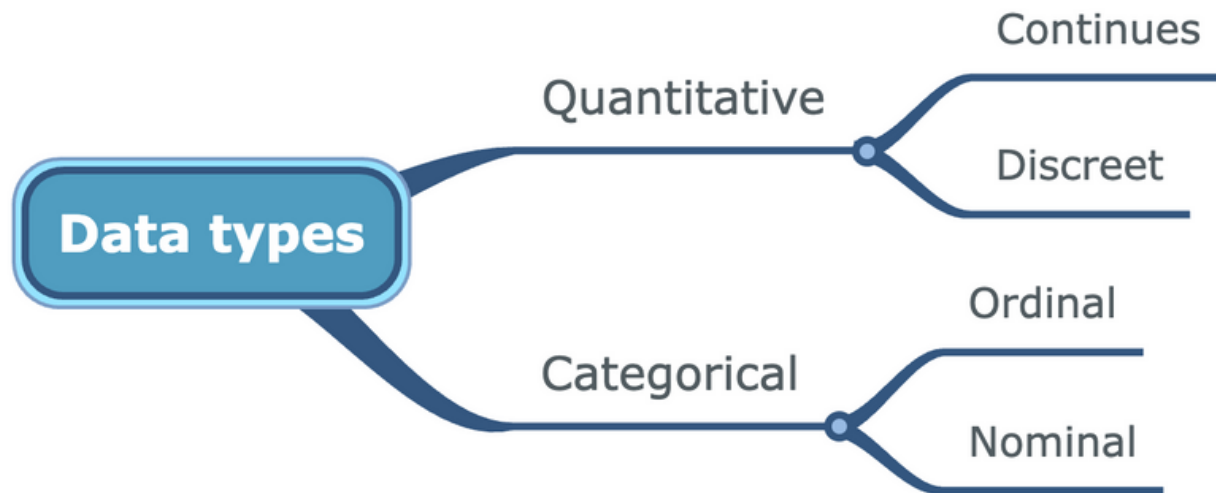 Data types
Quantitative
Continues
Discreet
Categorical
Ordinal
Nominal